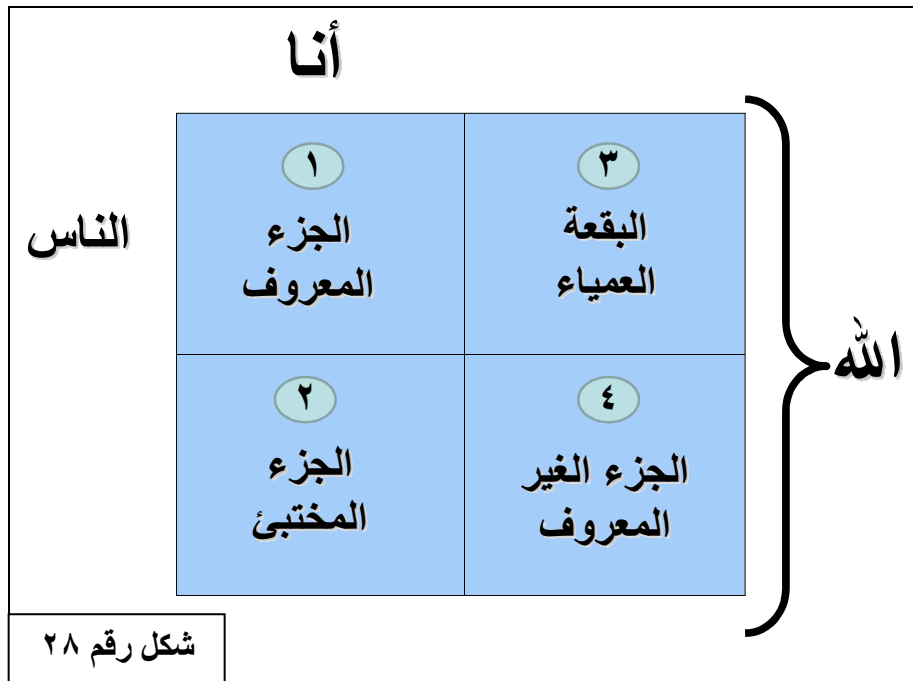 أنا
الناس
١
الجزء
المعروف
٣
البقعة
العمياء
الله
٢
الجزء
المختبئ
٤
الجزء الغير
المعروف
شكل رقم ٢٨